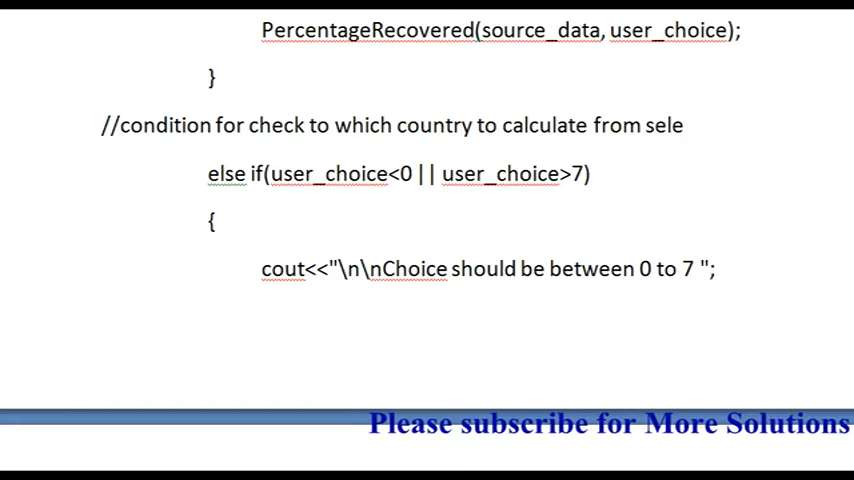 PercentageRecovered(source_data, user_choice);
}
//condition for check to which country to calculate from sele
else if(user_choice<0 || user_choice>7)
{
cout<<"\n\nChoice should be between 0 to 7 ";
Please subscribe for More Solutions